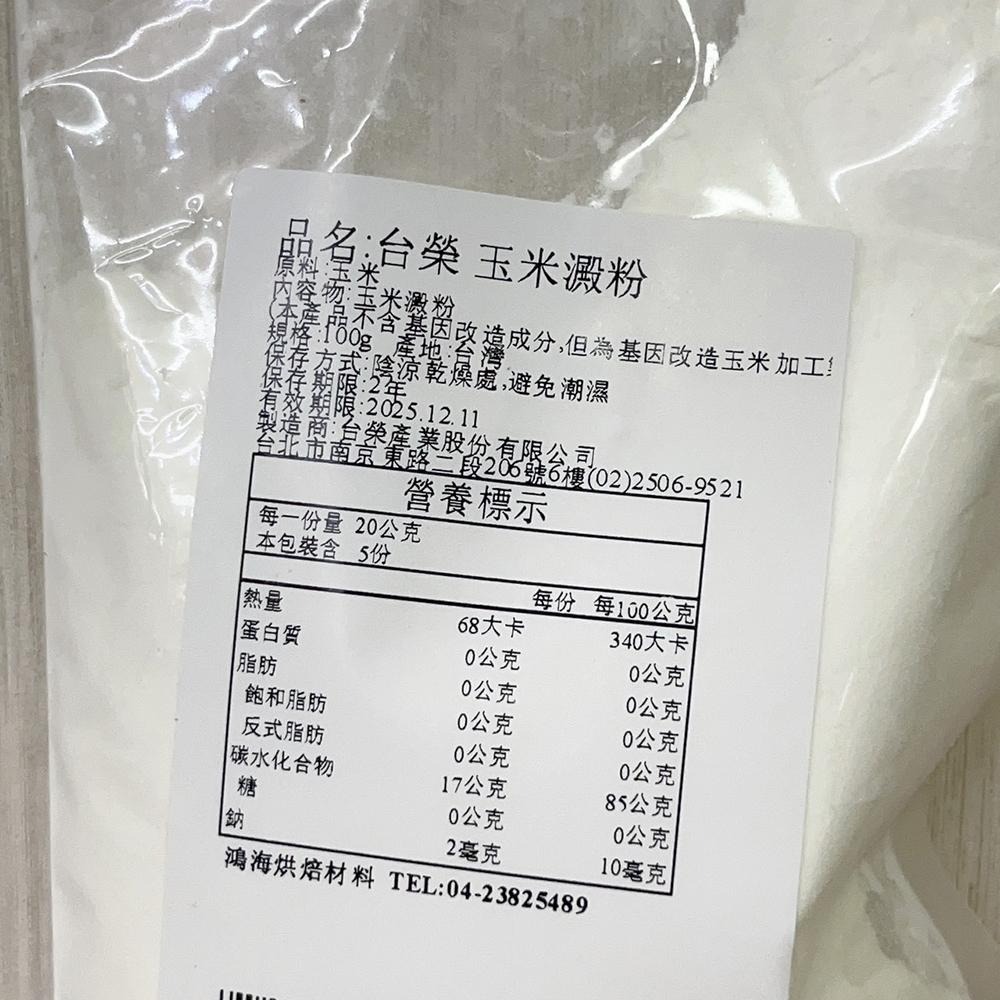 品名:台榮 玉米澱粉
原料:玉米
內容物:玉米澱粉
(本產品不含基因改造成分,但為基因改造玉米加工
規格:100g 產地:台灣
保存方式:陰涼乾燥處,避免潮濕
保存期限:2年
有效期限:2025.12.11
製造商:台榮產業股份有限公司
台北市南京東路二段206號6樓(02)2506-9521
營養標示
每一份量 20公克
本包裝含 5份
每份 每100公克
熱量 68大卡 340大卡
蛋白質 0公克 0公克
脂肪 0公克 0公克
飽和脂肪 0公克 0公克
反式脂肪 0公克 0公克
碳水化合物 17公克 85公克
糖 0公克 0公克
鈉 2毫克 10毫克
鴻海烘焙材料 TEL:04-23825489